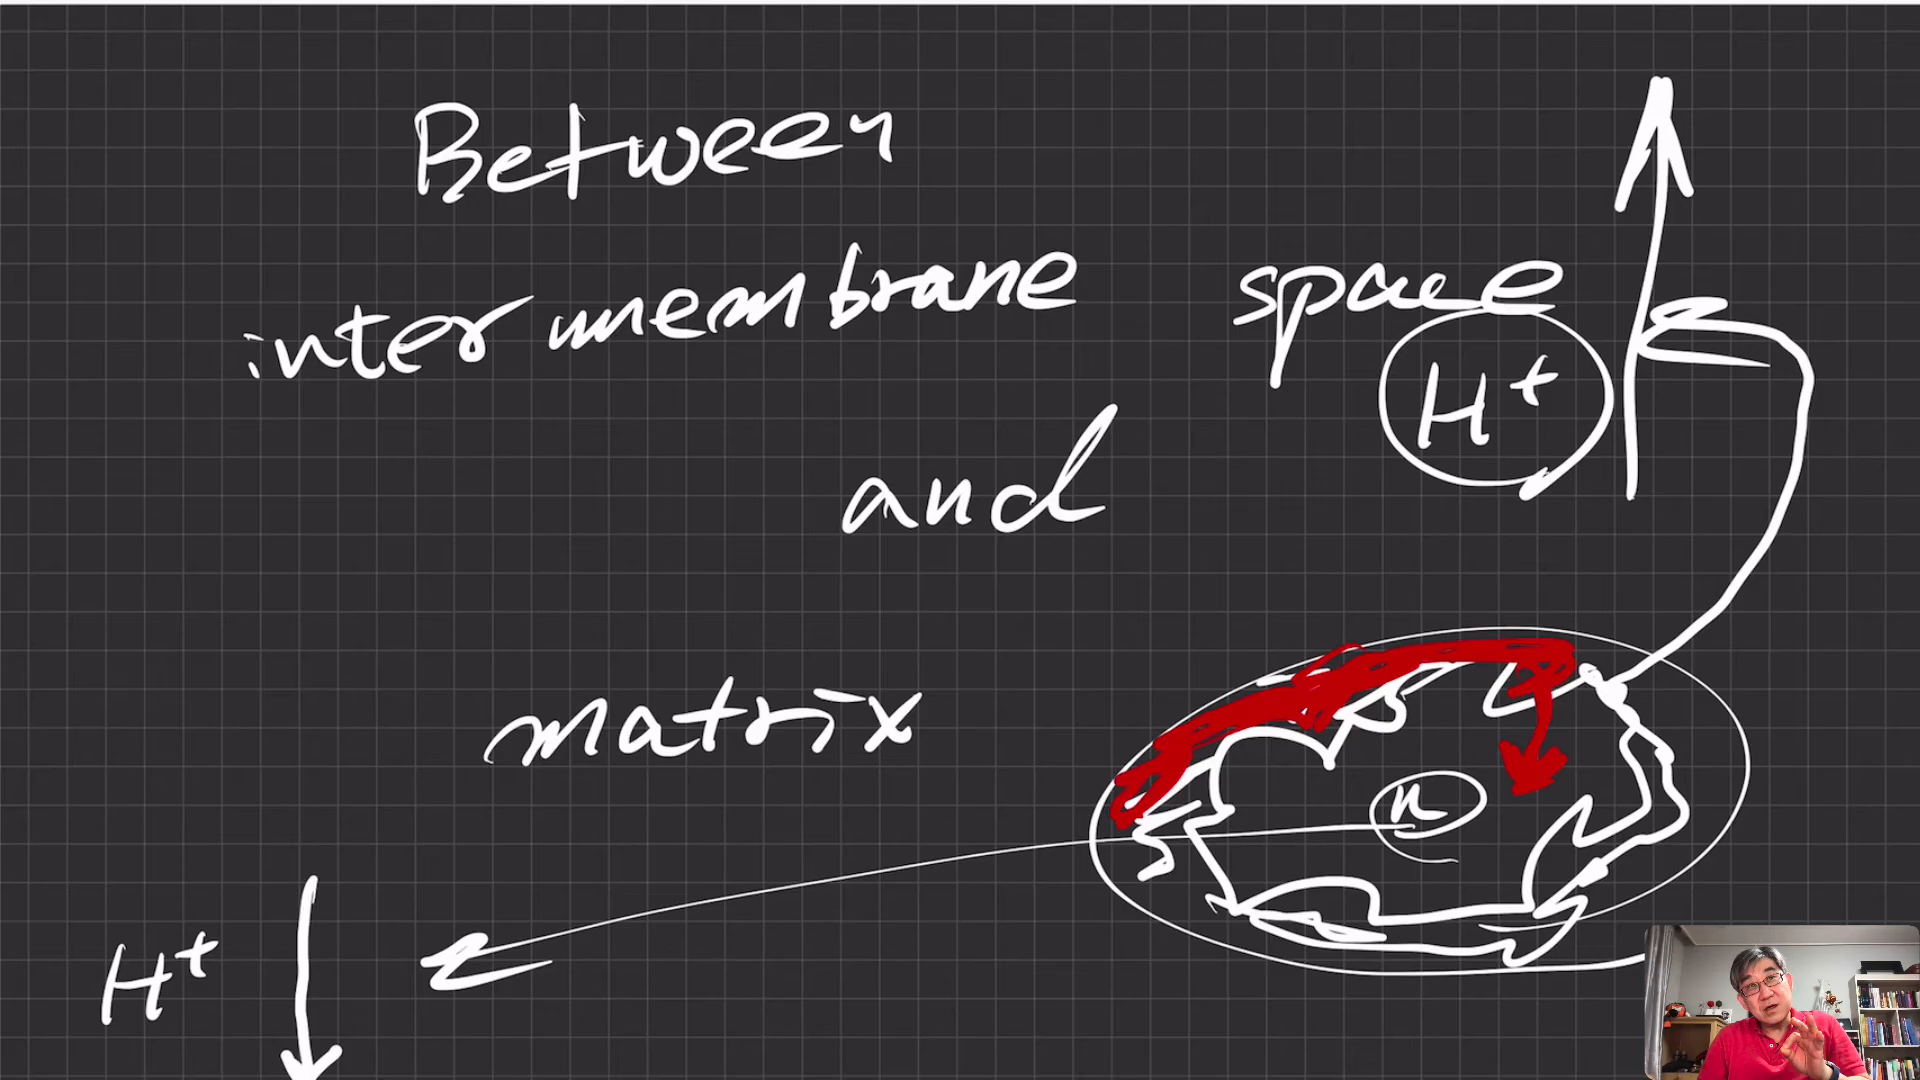 Between
intermembrane space
H⁺
and
matrix
H⁺